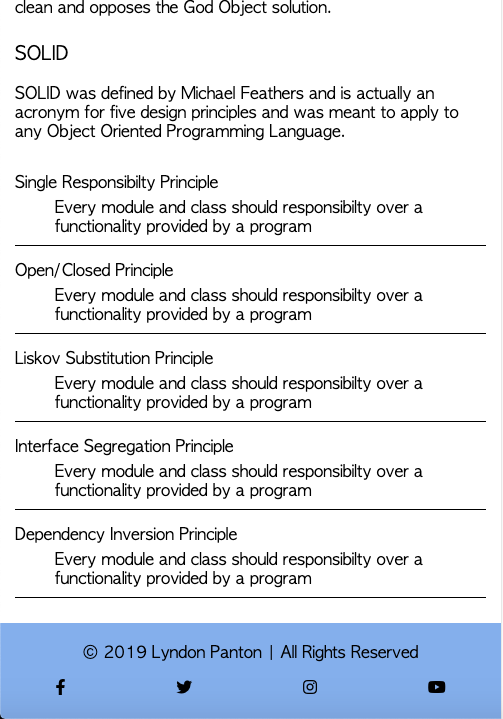 clean and opposes the God Object solution.
SOLID
SOLID was defined by Michael Feathers and is actually an
acronym for five design principles and was meant to apply to
any Object Oriented Programming Language.
Single Responsibilty Principle
Every module and class should responsibilty over a
functionality provided by a program
Open/Closed Principle
Every module and class should responsibilty over a
functionality provided by a program
Liskov Substitution Principle
Every module and class should responsibilty over a
functionality provided by a program
Interface Segregation Principle
Every module and class should responsibilty over a
functionality provided by a program
Dependency Inversion Principle
Every module and class should responsibilty over a
functionality provided by a program
© 2019 Lyndon Panton | All Rights Reserved